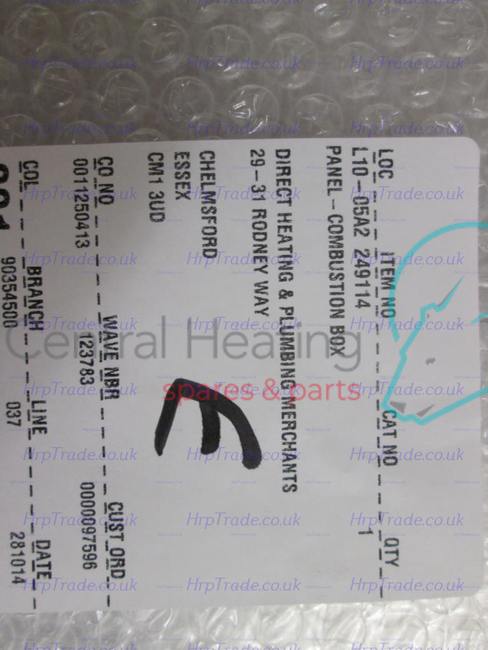 LOC ITEM NO CAT NO QTY
L10-05A2 249114 1
PANEL - COMBUSTION BOX
DIRECT HEATING & PLUMBING MERCHANTS
29-31 RODNEY WAY
CHELMSFORD
ESSEX
CM1 3UD
CO NO WAVE NBR CUST ORD
0011250413 123783 0000097596
COL BRANCH LINE DATE
90354500 037 281014
Central Heating
spares & parts
HrpTrade.co.uk